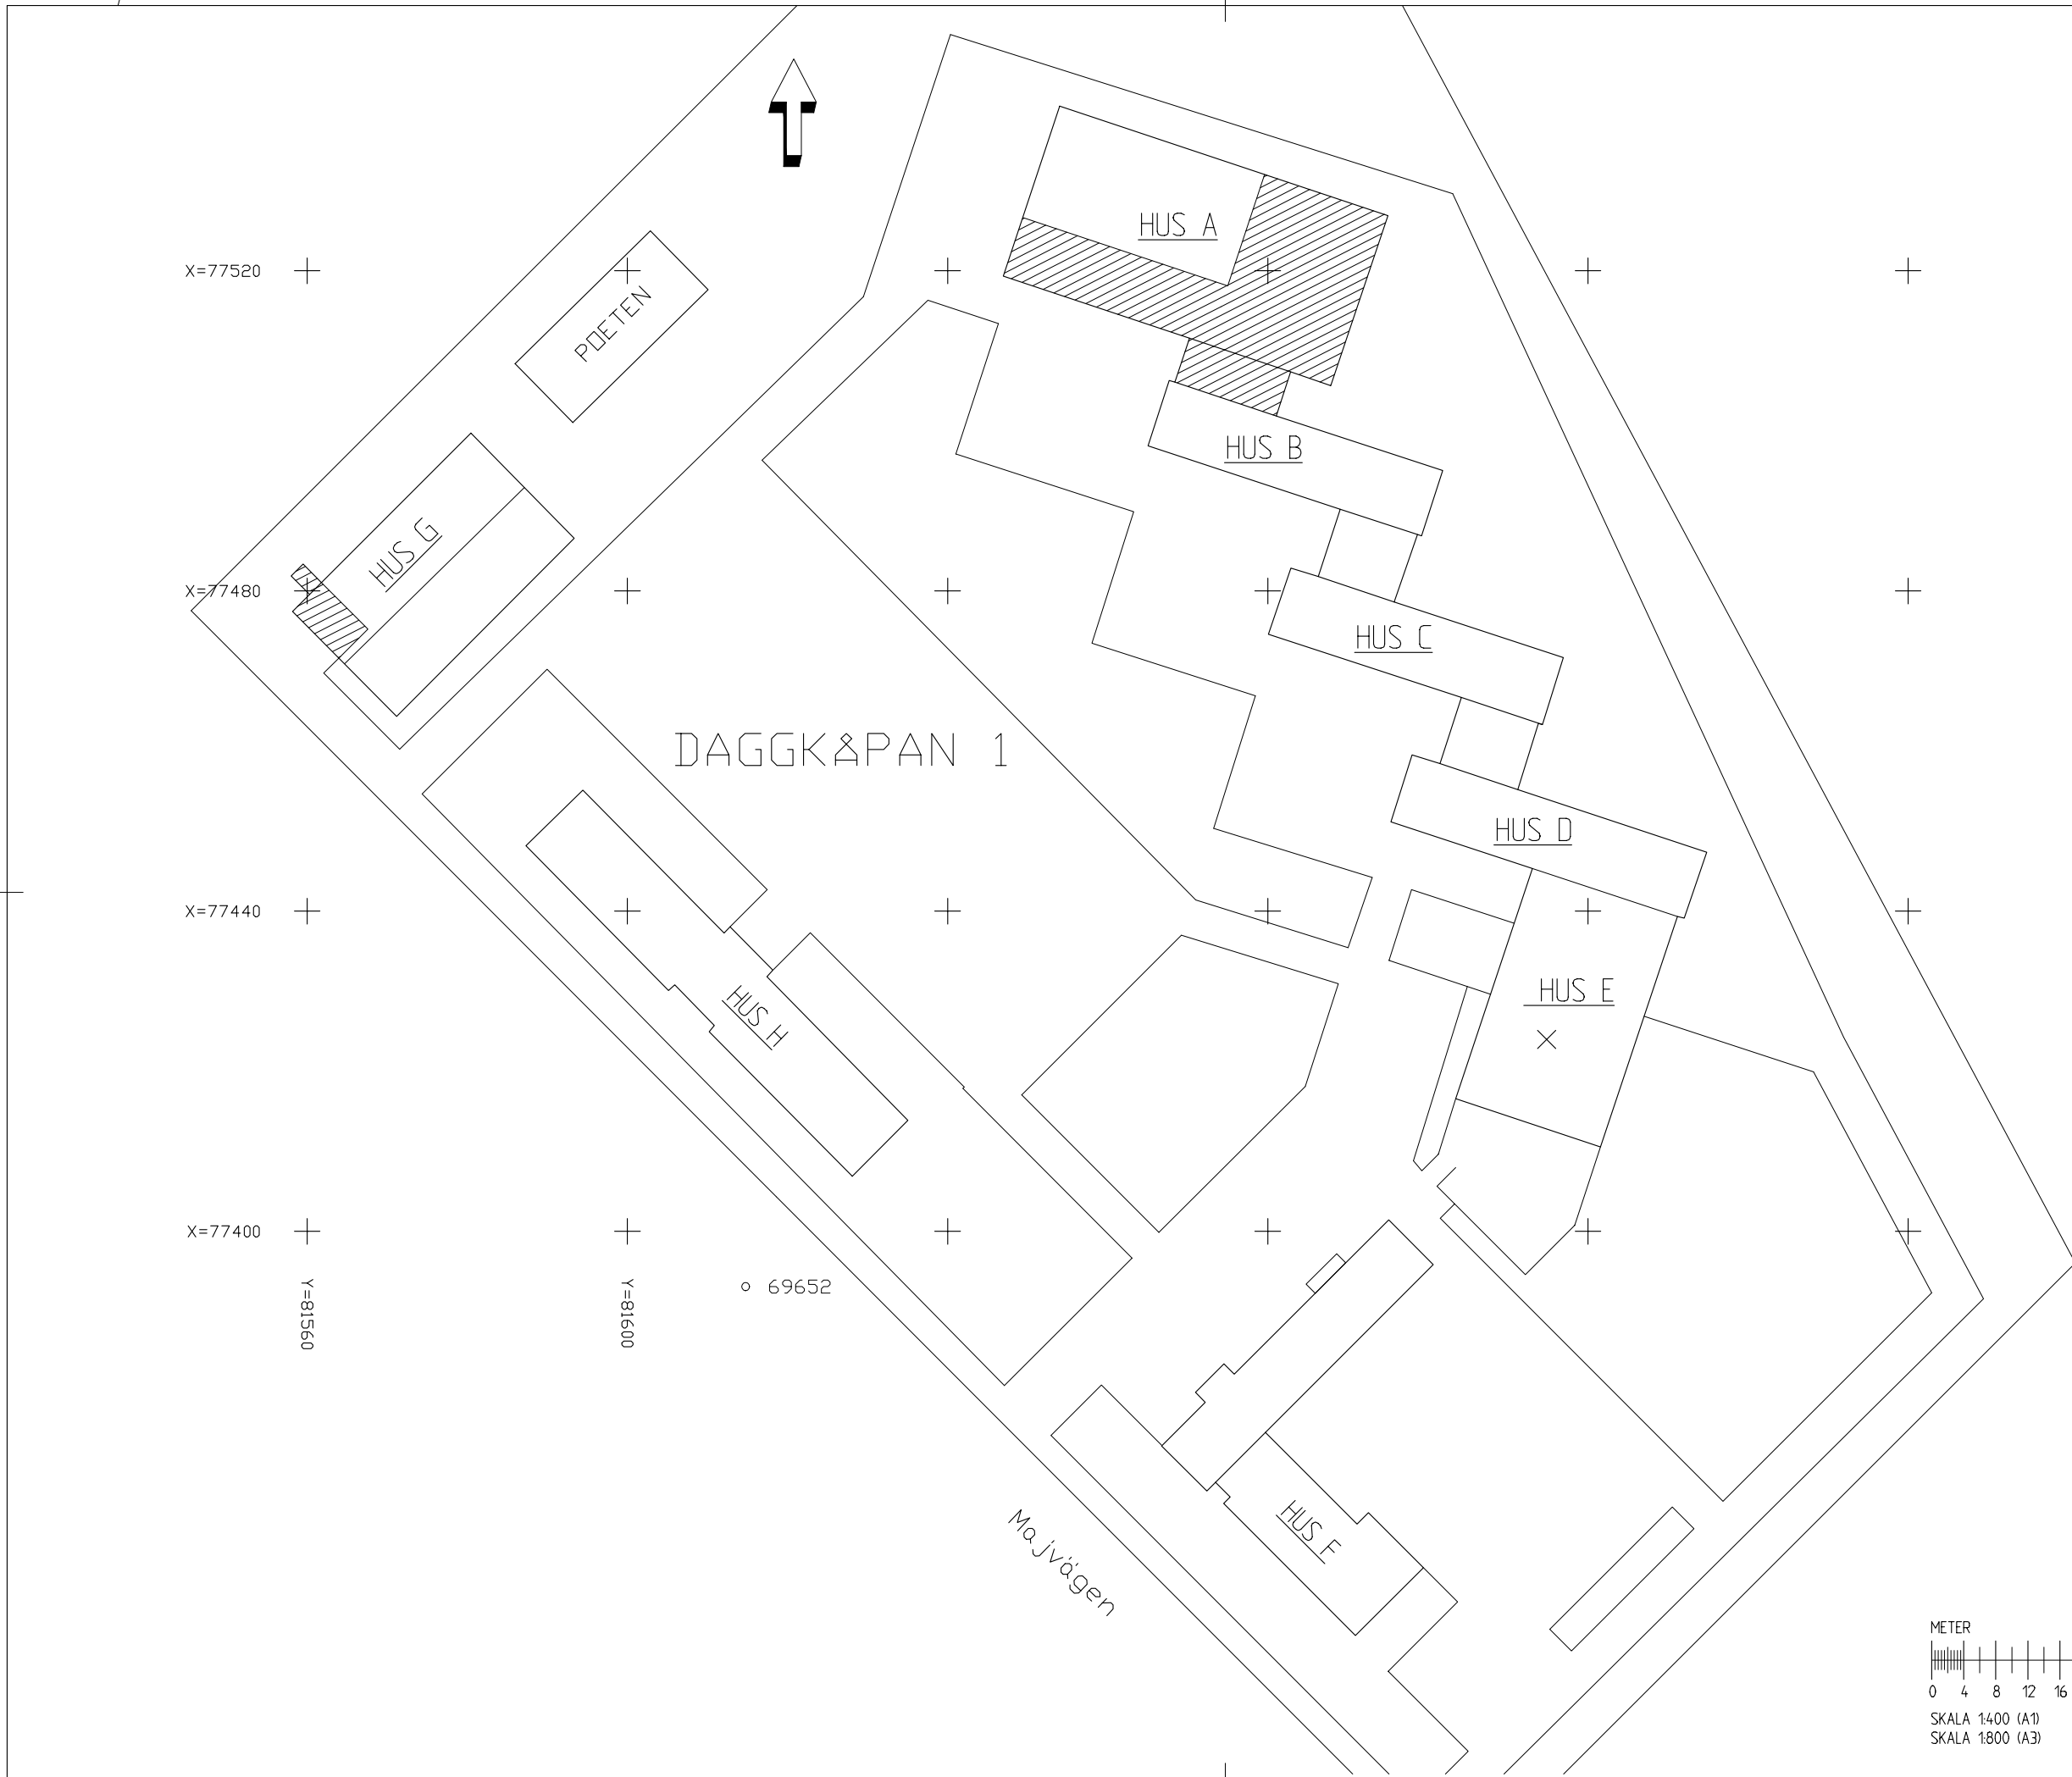 HUS A
X=77520
POETEN
HUS B
HUS G
X=77480
HUS C
DAGGKÅPAN 1
HUS D
X=77440
HUS E
HUS H
X=77400
69652
Y=81560
Y=81600
HUS F
Majvägen
METER
0 4 8 12 16
SKALA 1:400 (A1)
SKALA 1:800 (A3)